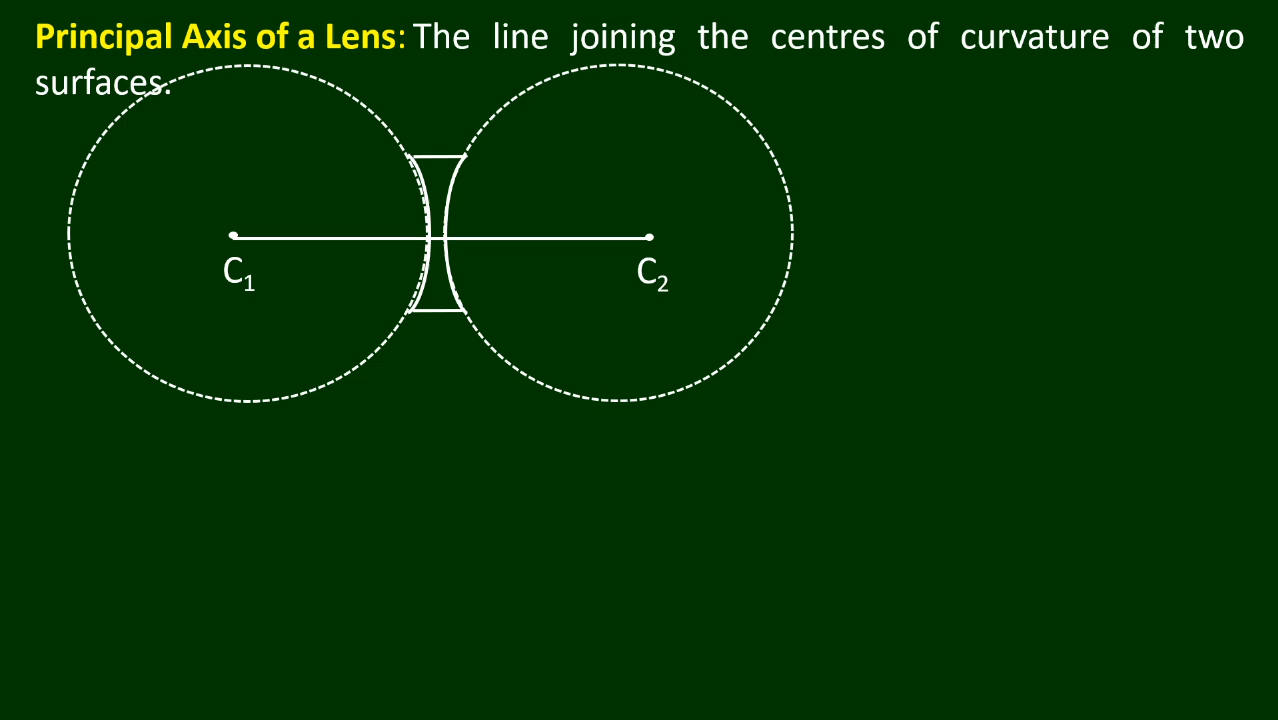 Principal Axis of a Lens: The line joining the centres of curvature of two
surfaces.
C₁
C₂